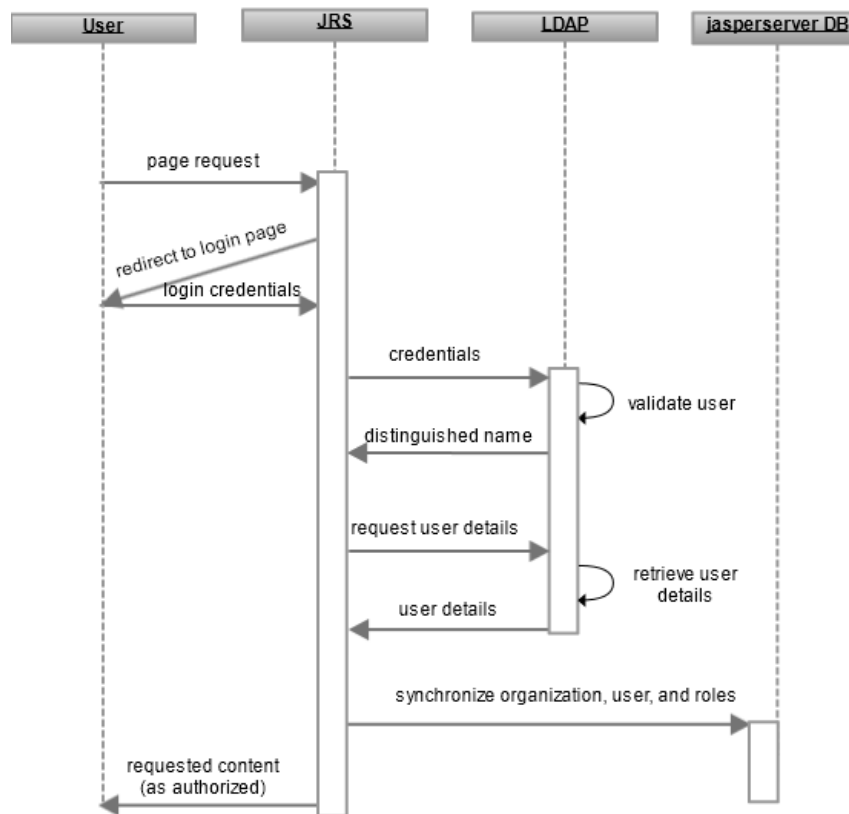 User
JRS
LDAP
jasperserver DB
page request
redirect to login page
login credentials
credentials
validate user
distinguished name
request user details
retrieve user
details
user details
synchronize organization, user, and roles
requested content
(as authorized)